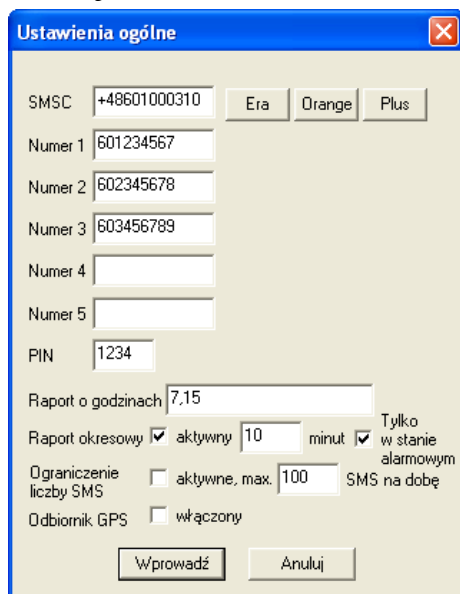 Ustawienia ogólne
SMSC +48601000310 Era Orange Plus
Numer 1 601234567
Numer 2 602345678
Numer 3 603456789
Numer 4
Numer 5
PIN 1234
Raport o godzinach 7,15
Raport okresowy aktywny 10 minut Tylko w stanie alarmowym
Ograniczenie liczby SMS aktywne, max. 100 SMS na dobę
Odbiornik GPS włączony
Wprowadź Anuluj